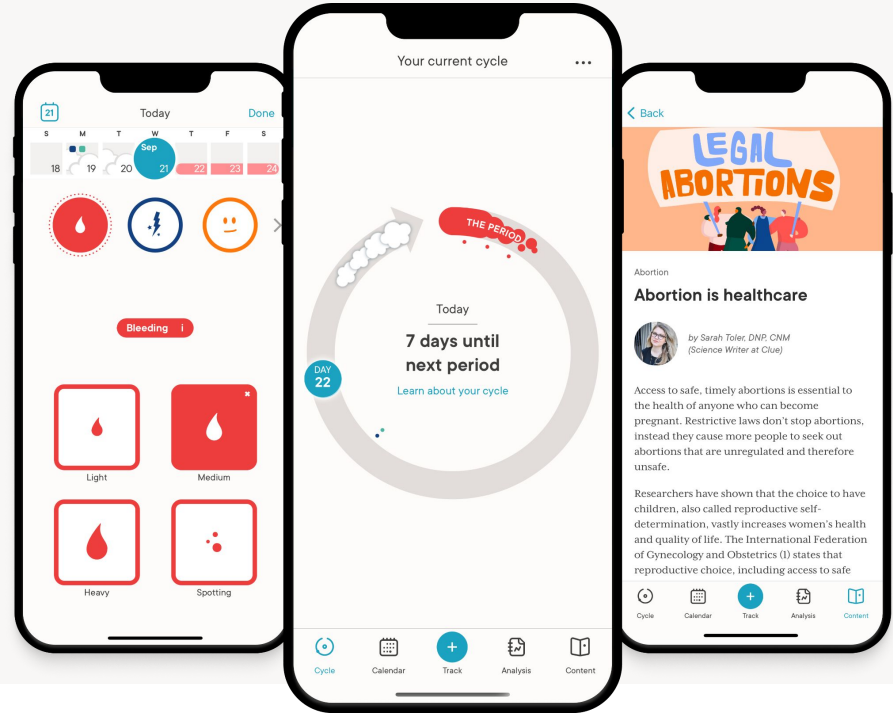 21
Today
Done
S M T W T F S
Sep
18 19 20 21 22 23 24
Bleeding i
Light
Medium
Heavy
Spotting
Your current cycle
THE PERIOD
Today
7 days until
next period
Learn about your cycle
DAY
22
Cycle
Calendar
Track
Analysis
Content
Back
LEGAL
ABORTIONS
Abortion
Abortion is healthcare
by Sarah Toler, DNP, CNM
(Science Writer at Clue)
Access to safe, timely abortions is essential to
the health of anyone who can become
pregnant. Restrictive laws don't stop abortions,
instead they cause more people to seek out
abortions that are unregulated and therefore
unsafe.
Researchers have shown that the choice to have
children, also called reproductive self-
determination, vastly increases women's health
and quality of life. The International Federation
of Gynecology and Obstetrics (1) states that
reproductive choice, including access to safe
Cycle
Calendar
Track
Analysis
Content